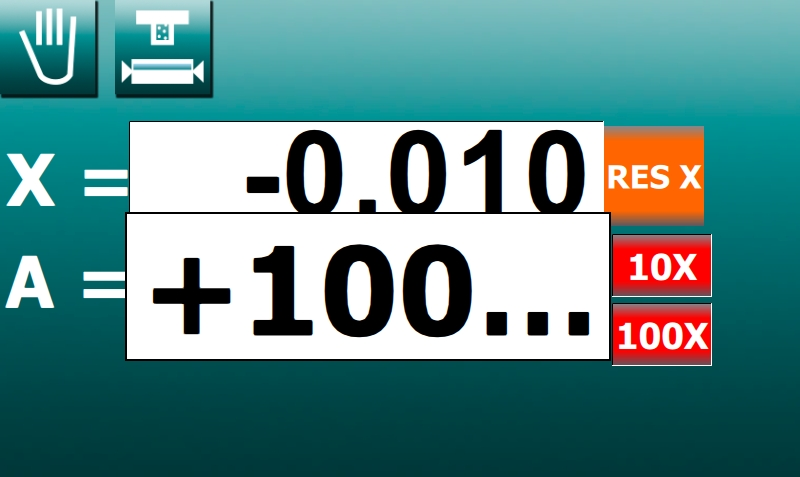 X = -0.010 RES X
A = +100...
10X
100X